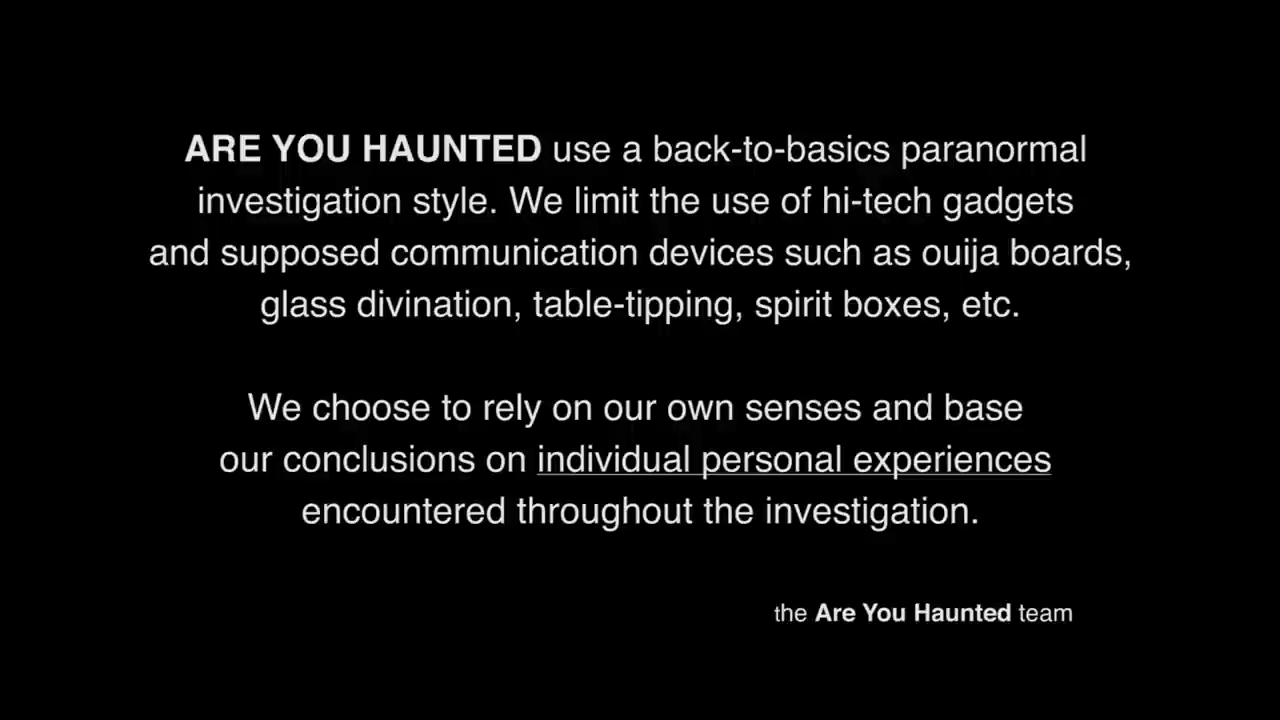 ARE YOU HAUNTED use a back-to-basics paranormal
investigation style. We limit the use of hi-tech gadgets
and supposed communication devices such as ouija boards,
glass divination, table-tipping, spirit boxes, etc.
We choose to rely on our own senses and base
our conclusions on individual personal experiences
encountered throughout the investigation.
the Are You Haunted team